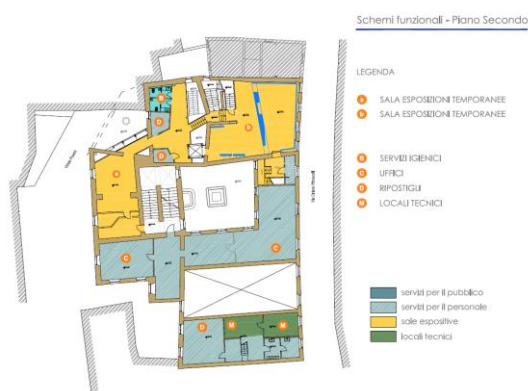 Schemi funzionali - Piano Secondo
LEGENDA
a SALA ESPOSIZIONI TEMPORANEE
b SALA ESPOSIZIONI TEMPORANEE
B SERVIZI IGIENICI
C UFFICI
D RIPOSTIGLI
M LOCALI TECNICI
servizi per il pubblico
servizi per il personale
sale espositive
locali tecnici
B
D
D
b
a
C
C
D
M
M